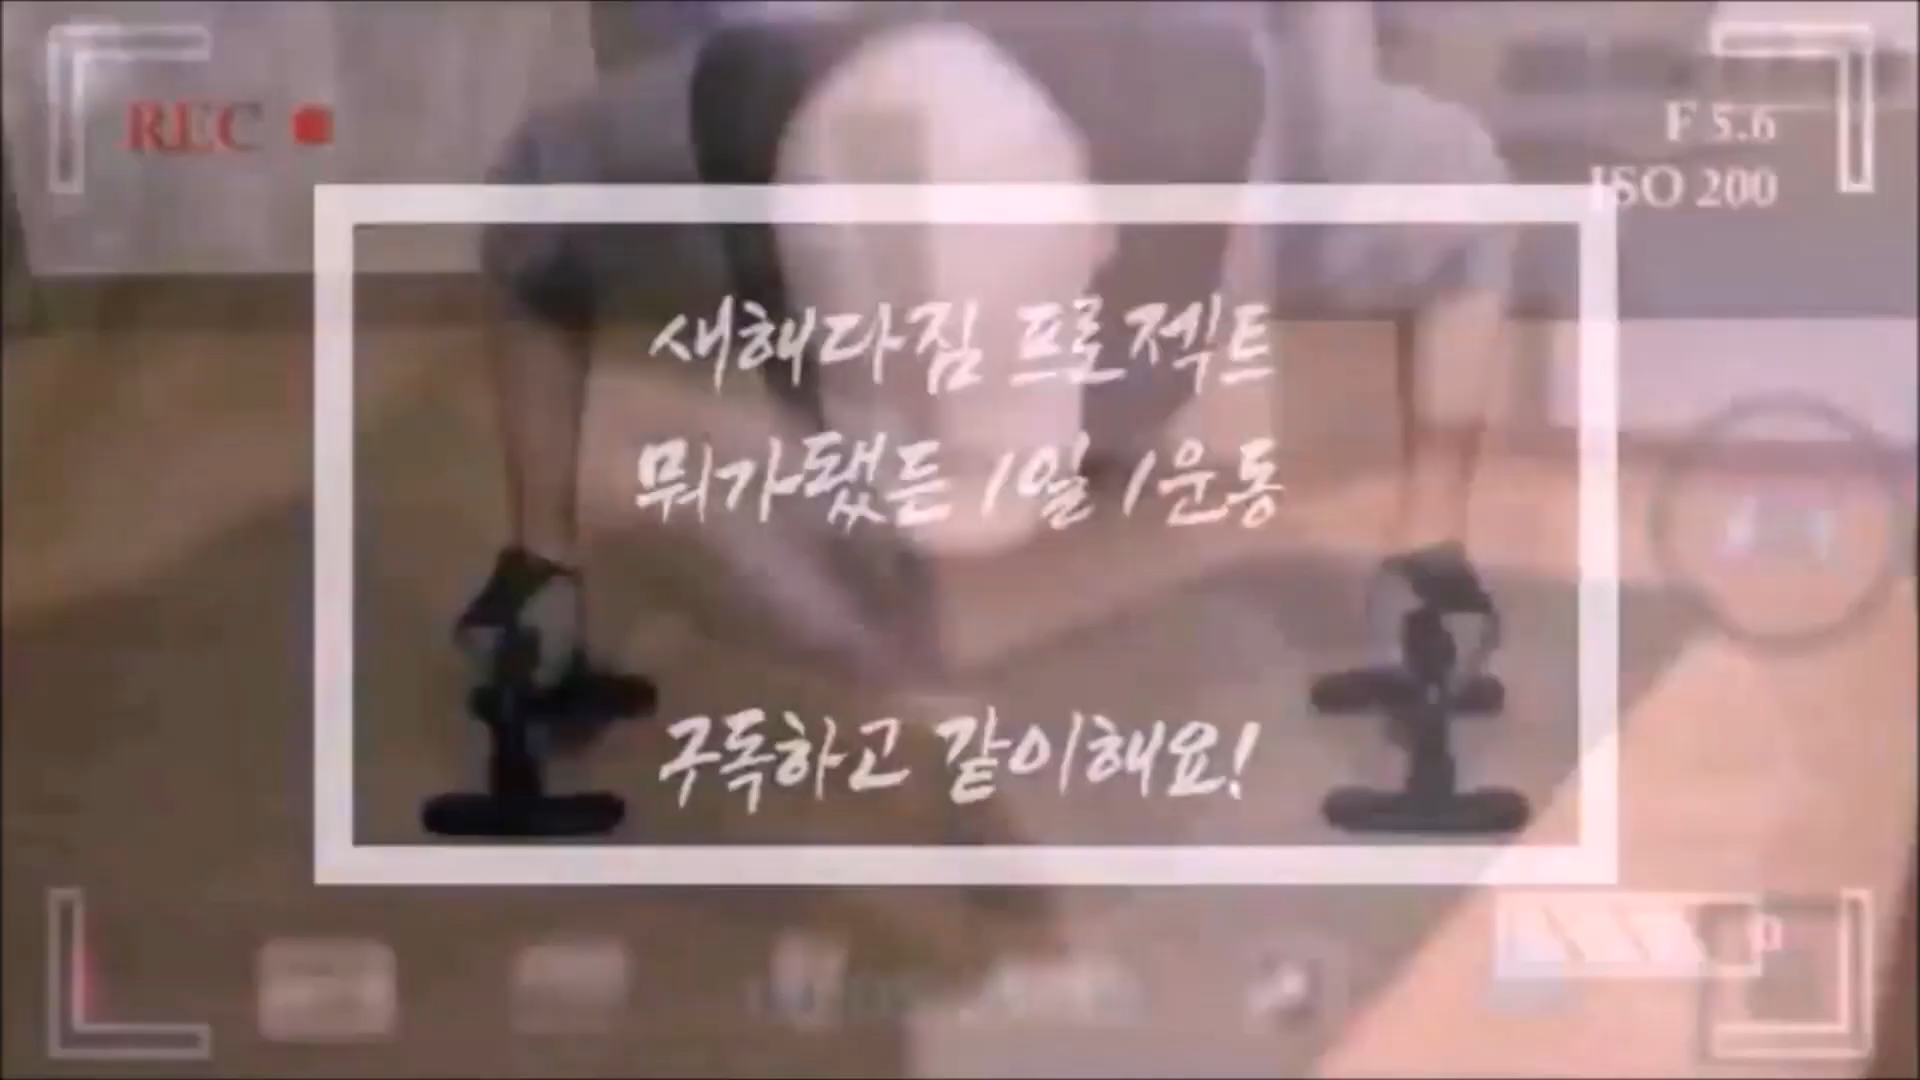 REC
F 5.6
ISO 200
새해다짐 프로젝트
뭐가됐든 1일 1운동
구독하고 같이해요!